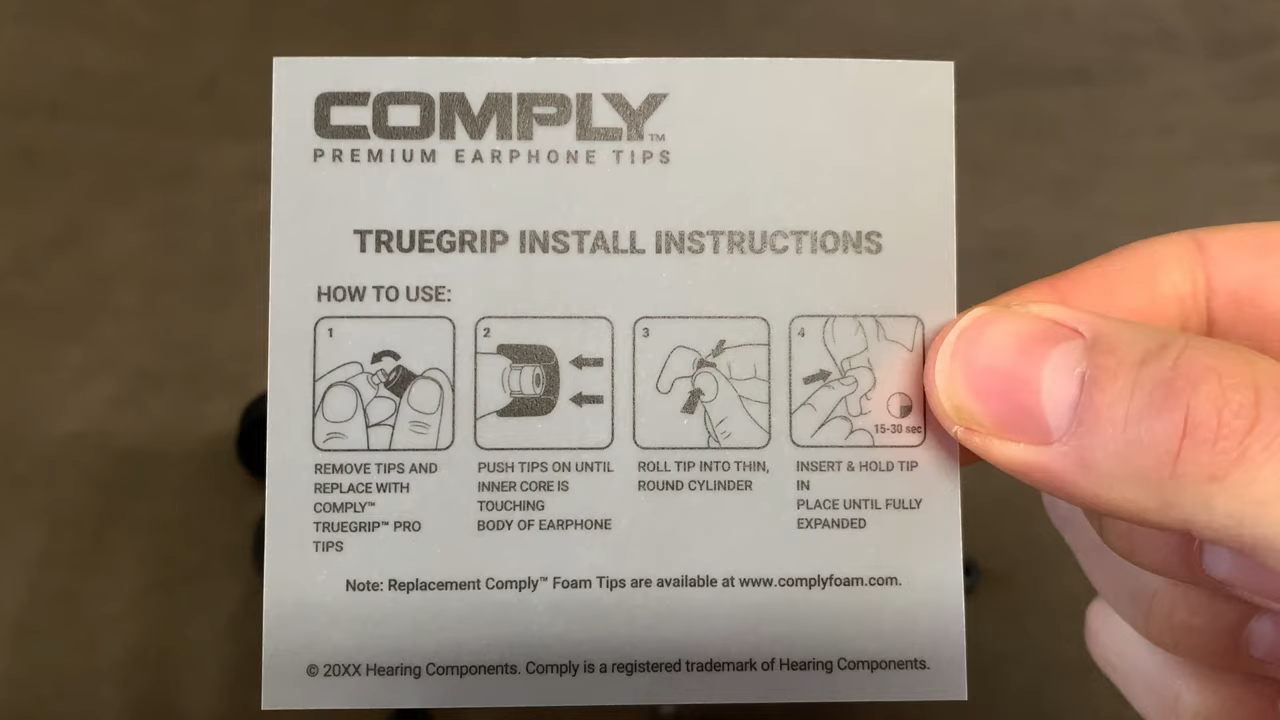 COMPLY™
PREMIUM EARPHONE TIPS
TRUEGRIP INSTALL INSTRUCTIONS
HOW TO USE:
1
REMOVE TIPS AND
REPLACE WITH
COMPLY™
TRUEGRIP™ PRO
TIPS
2
PUSH TIPS ON UNTIL
INNER CORE IS
TOUCHING
BODY OF EARPHONE
3
ROLL TIP INTO THIN,
ROUND CYLINDER
4
15-30 sec
INSERT & HOLD TIP
IN
PLACE UNTIL FULLY
EXPANDED
Note: Replacement Comply™ Foam Tips are available at www.complyfoam.com.
© 20XX Hearing Components. Comply is a registered trademark of Hearing Components.